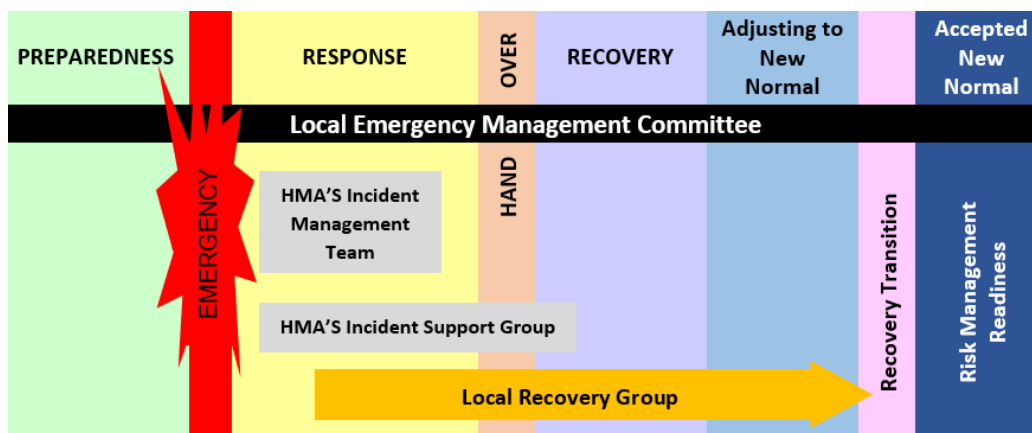 PREPAREDNESS
RESPONSE
HAND OVER
RECOVERY
Adjusting to
New
Normal
Accepted
New
Normal
Local Emergency Management Committee
EMERGENCY
HMA'S Incident
Management
Team
HMA'S Incident Support Group
Local Recovery Group
Recovery Transition
Risk Management
Readiness